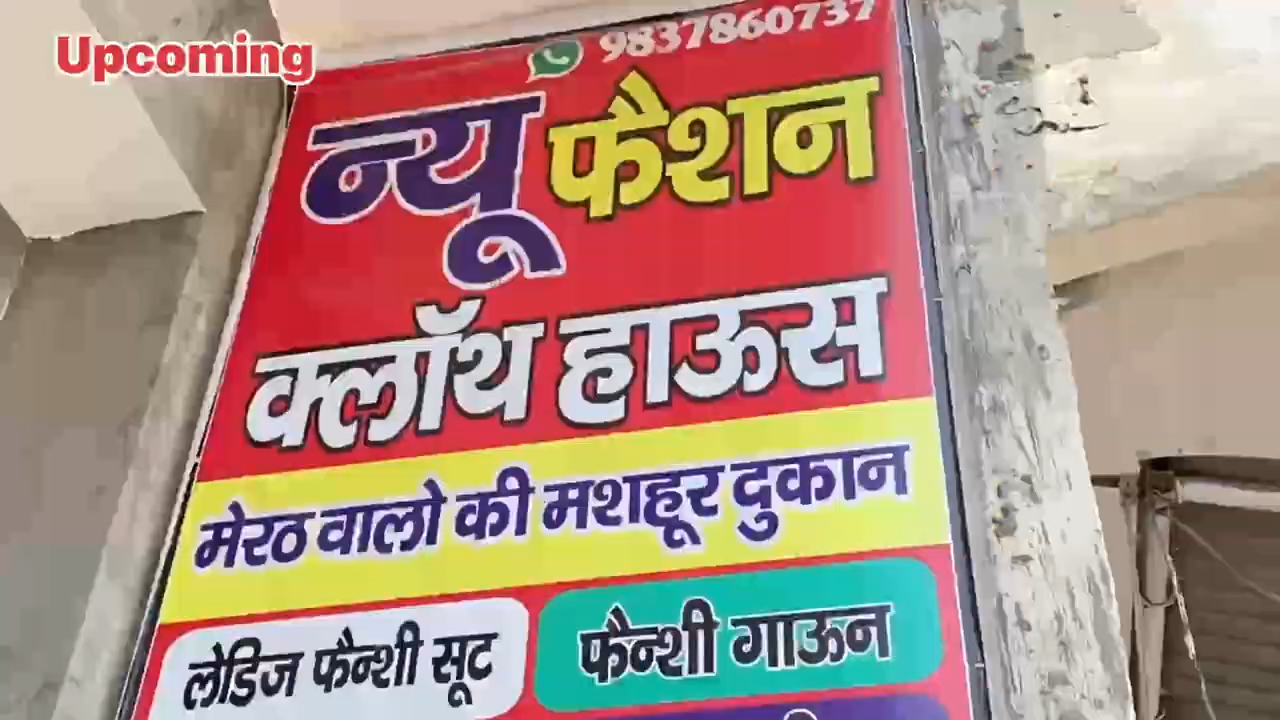 Upcoming
9837860737
न्यू फैशन
क्लॉथ हाऊस
मेरठ वालो की मशहूर दुकान
लेडिज फैन्शी सूट
फैन्शी गाऊन